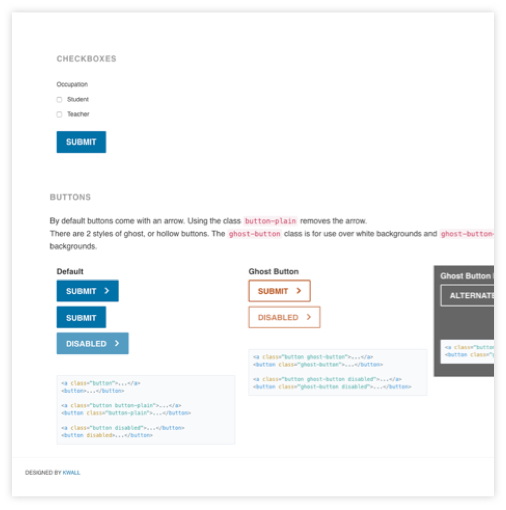 CHECKBOXES
Occupation
Student
Teacher
SUBMIT
BUTTONS
By default buttons come with an arrow. Using the class button-plain removes the arrow.
There are 2 styles of ghost, or hollow buttons. The ghost-button class is for use over white backgrounds and ghost-button-
backgrounds.
Default
SUBMIT >
SUBMIT
DISABLED >
<a class="button">...</a>
<button>...</button>
<a class="button button-plain">...</a>
<button class="button-plain">...</button>
<a class="button disabled">...</button>
<button disabled>...</button>
Ghost Button
SUBMIT >
DISABLED >
<a class="button ghost-button">...</a>
<button class="ghost-button">...</button>
<a class="button ghost-button disabled">...</a>
<button class="ghost-button disabled">...</button>
Ghost Button
ALTERNATE
<a class="button
<button class="
DESIGNED BY KWALL